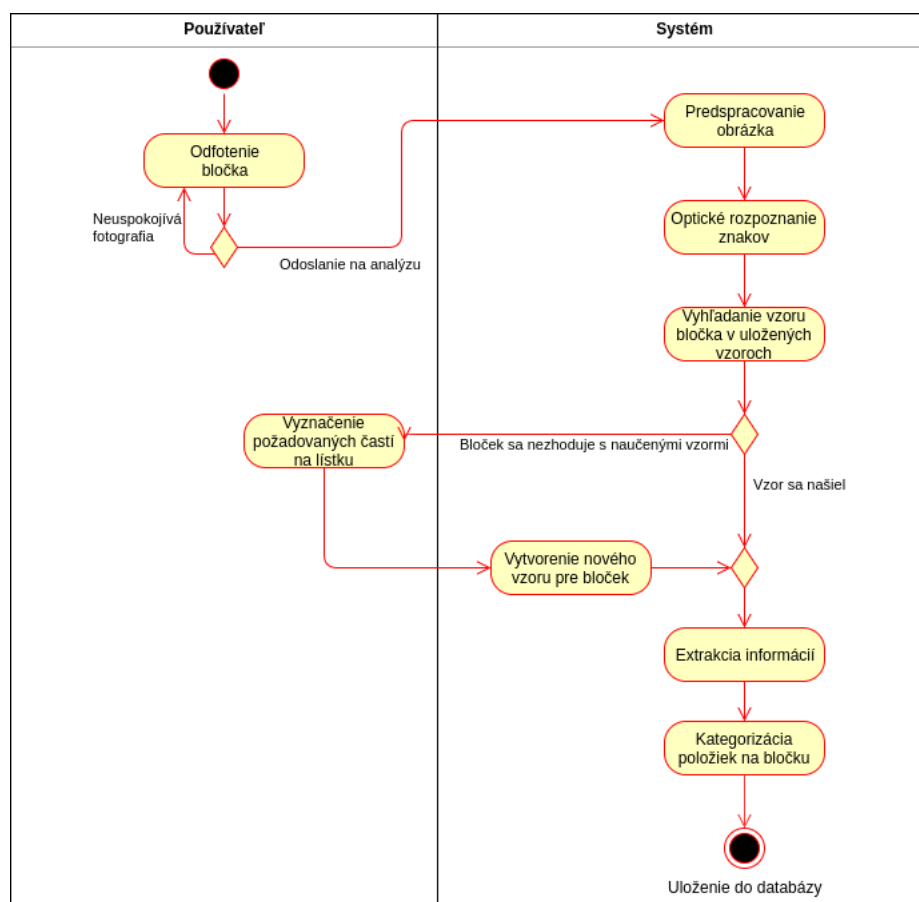 Používateľ
Systém
Odfotenie
bločka
Neuspokojívá
fotografia
Odoslanie na analýzu
Predspracovanie
obrázka
Optické rozpoznanie
znakov
Vyhľadanie vzoru
bločka v uložených
vzoroch
Bloček sa nezhoduje s naučenými vzormi
Vyznačenie
požadovaných častí
na lístku
Vzor sa našiel
Vytvorenie nového
vzoru pre bloček
Extrakcia informácií
Kategorizácia
položiek na bločku
Uloženie do databázy